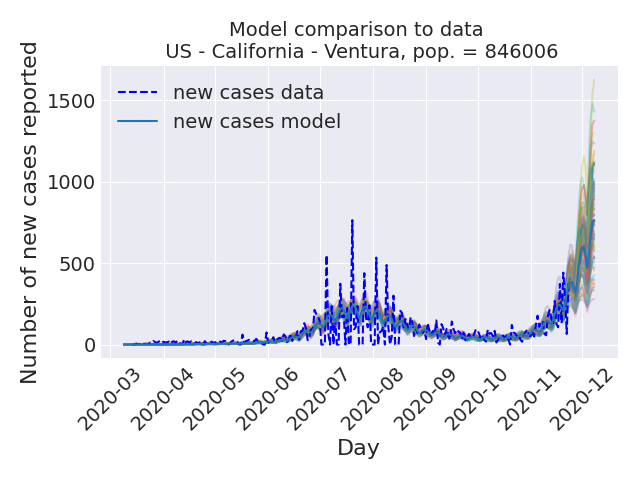 Model comparison to data
US - California - Ventura, pop. = 846006
Number of new cases reported
1500
1000
500
0
new cases data
new cases model
2020-03
2020-04
2020-05
2020-06
2020-07
2020-08
2020-09
2020-10
2020-11
2020-12
Day